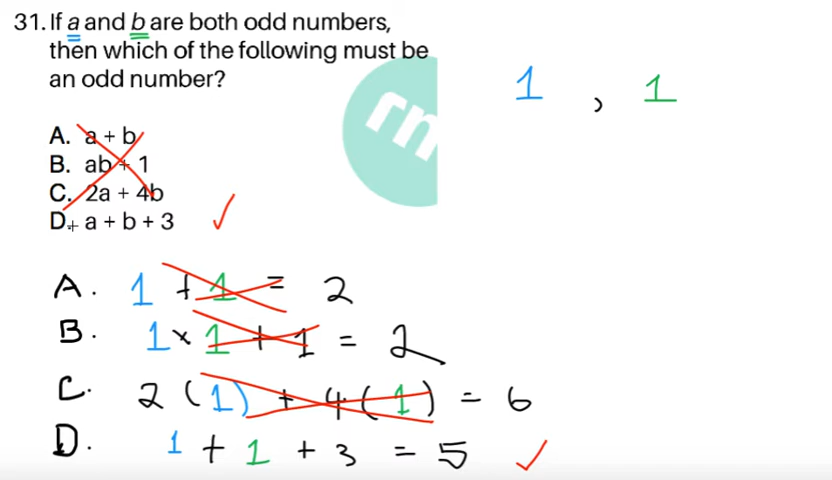 31. If a and b are both odd numbers,
then which of the following must be
an odd number?
1 , 1
rm
A. a + b
B. ab + 1
C. 2a + 4b
D. a + b + 3 ✓
A. 1 + 1 = 2
B. 1 × 1 + 1 = 2
C. 2 (1) + 4 (1) = 6
D. 1 + 1 + 3 = 5 ✓